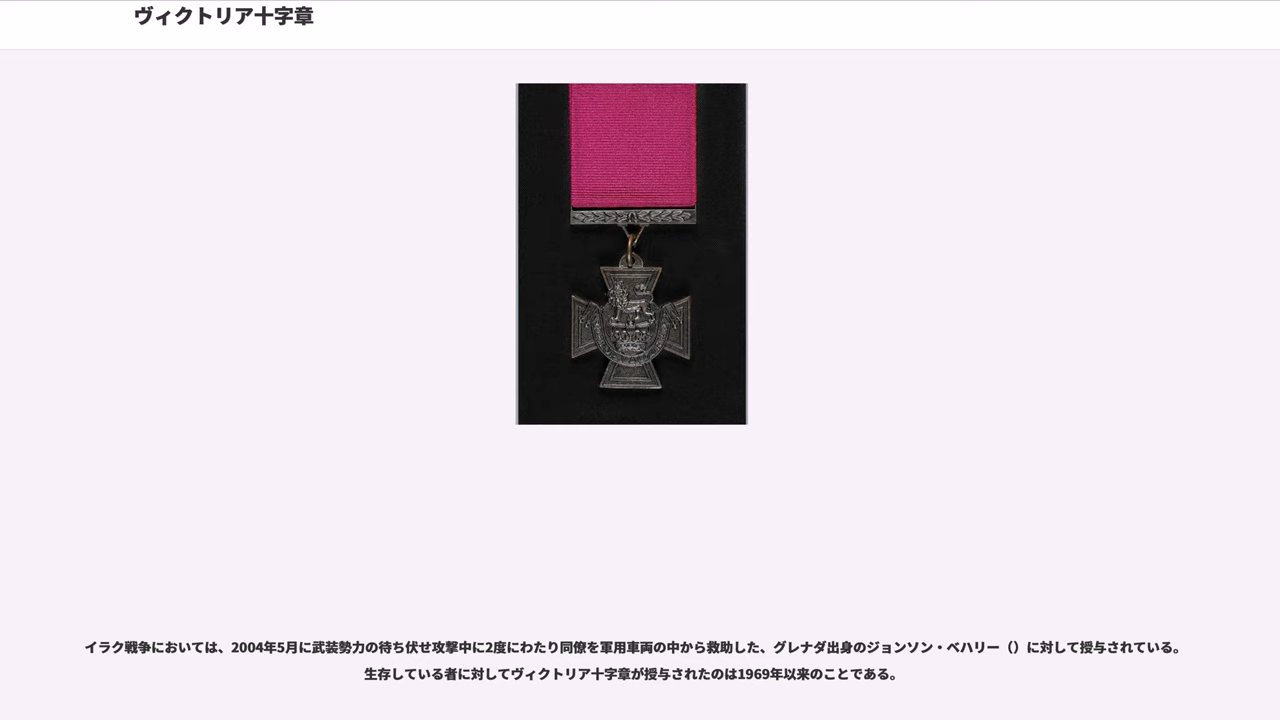 ヴィクトリア十字章
イラク戦争においては、2004年5月に武装勢力の待ち伏せ攻撃中に2度にわたり同僚を軍用車両の中から救助した、グレナダ出身のジョンソン・ベハリー（）に対して授与されている。
生存している者に対してヴィクトリア十字章が授与されたのは1969年以来のことである。